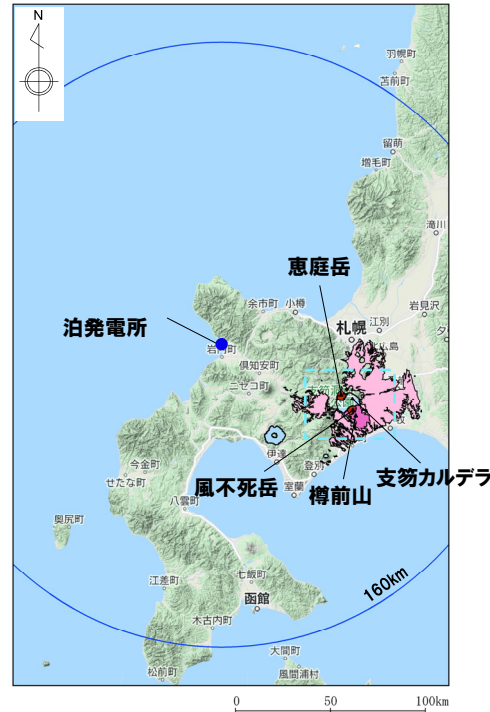 N
羽幌町
苫前町
留萌
増毛町
滝川
恵庭岳
余市町
小樽
岩見沢
泊発電所
札幌
江別
岩内町
倶知安町
ニセコ町
伊達
登別
支笏カルデラ
風不死岳
室蘭
樽前山
今金町
せたな町
八雲町
奥尻町
160km
七飯町
江差町
函館
木古内町
大間町
松前町
風間浦村
0 50 100km